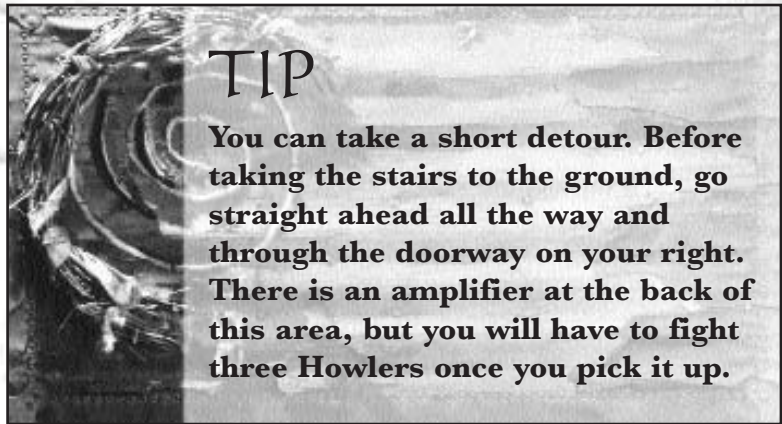 TIP
You can take a short detour. Before
taking the stairs to the ground, go
straight ahead all the way and
through the doorway on your right.
There is an amplifier at the back of
this area, but you will have to fight
three Howlers once you pick it up.